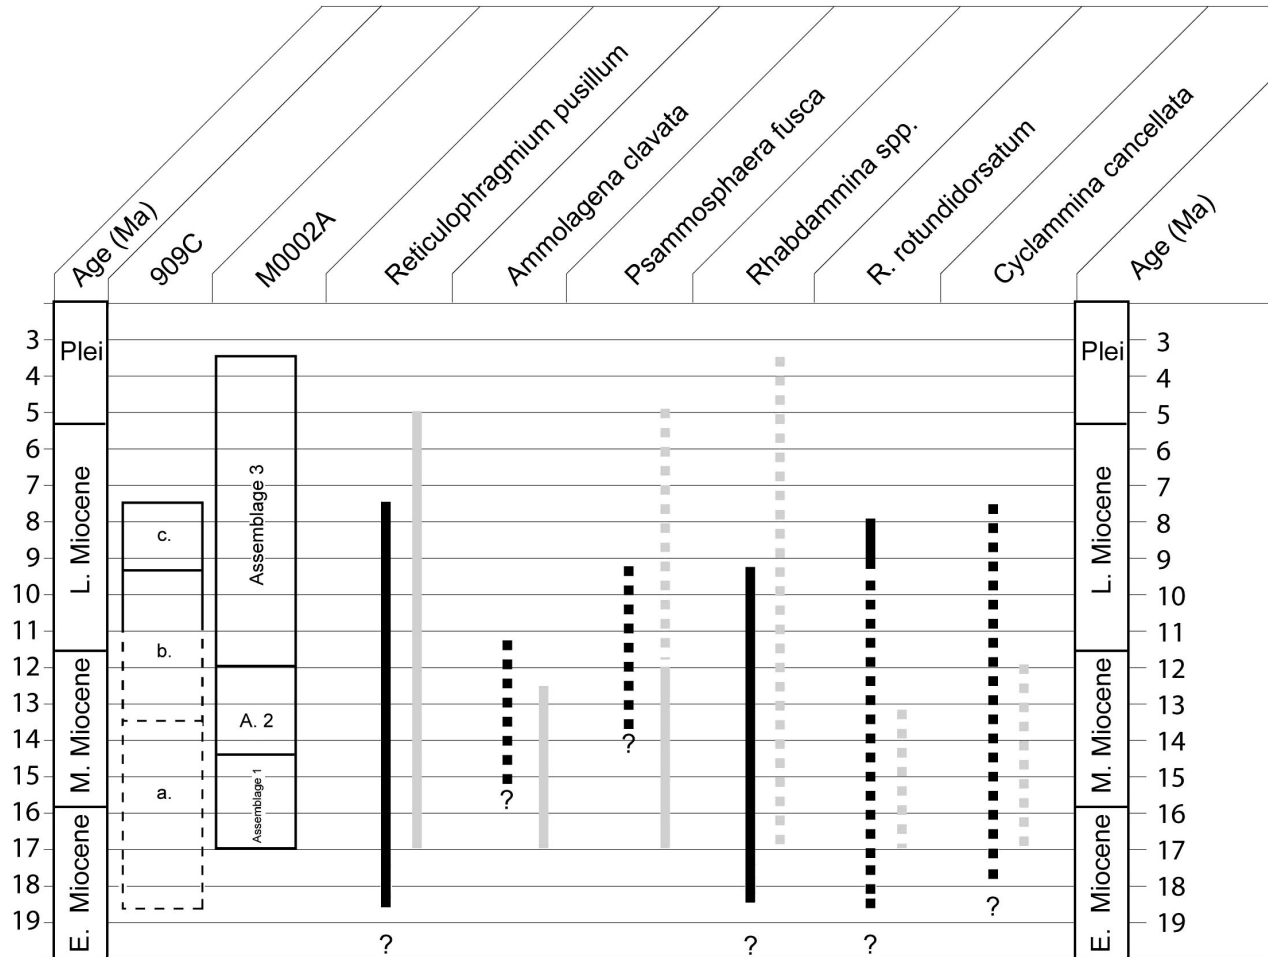 Age (Ma)
909C
M0002A
Reticulophragmium pusillum
Ammolagena clavata
Psammosphaera fusca
Rhabdammina spp.
R. rotundidorsatum
Cyclammina cancellata
Age (Ma)
3
4
5
6
7
8
9
10
11
12
13
14
15
16
17
18
19
Plei
L. Miocene
M. Miocene
E. Miocene
c.
b.
a.
Assemblage 3
A. 2
Assemblage 1
?
?
?
?
?
?
Plei
L. Miocene
M. Miocene
E. Miocene
3
4
5
6
7
8
9
10
11
12
13
14
15
16
17
18
19